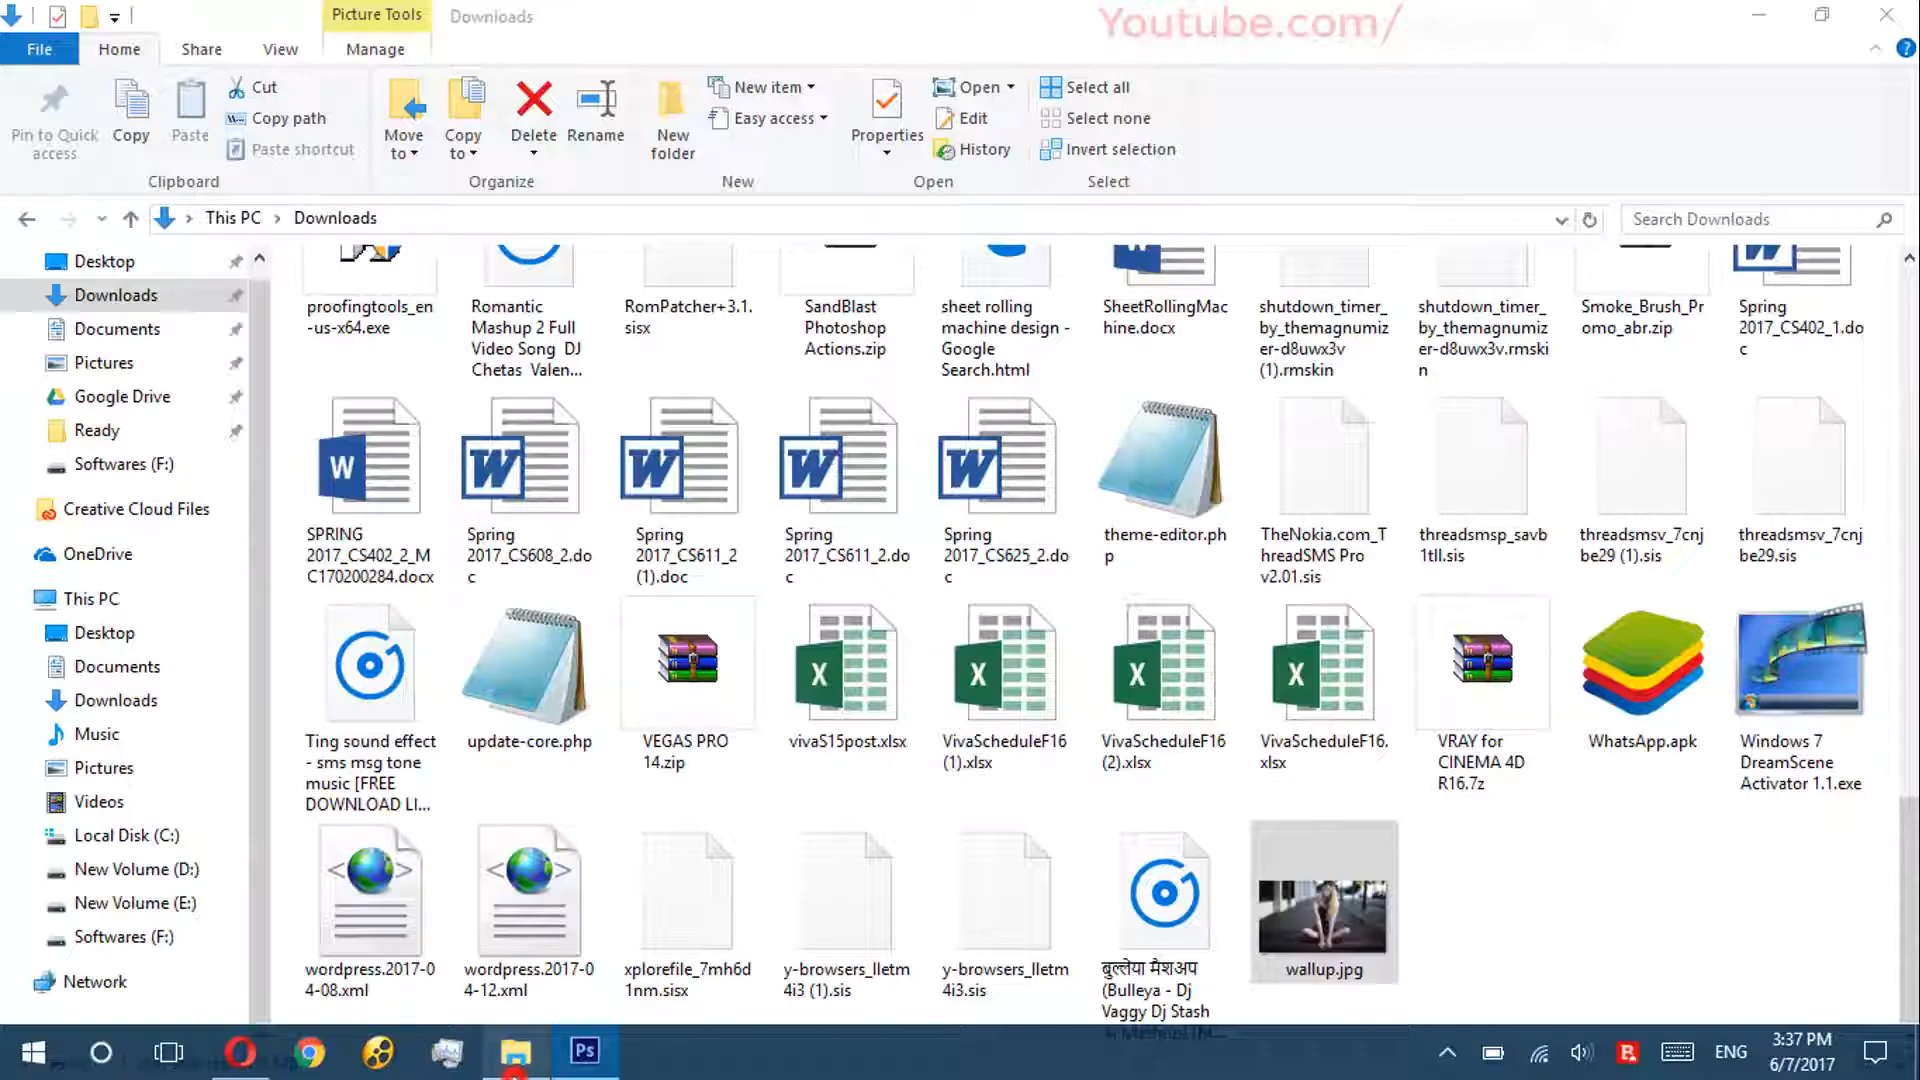 Picture Tools
Downloads
Youtube.com/
File
Home
Share
View
Manage
Pin to Quick
access
Copy
Paste
Cut
Copy path
Paste shortcut
Clipboard
Move
to
Copy
to
Delete
Rename
Organize
New
folder
New item
Easy access
New
Properties
Open
Edit
History
Open
Select all
Select none
Invert selection
Select
This PC
Downloads
Search Downloads
Desktop
Downloads
Documents
Pictures
Google Drive
Ready
Softwares (F:)
Creative Cloud Files
OneDrive
This PC
Desktop
Documents
Downloads
Music
Pictures
Videos
Local Disk (C:)
New Volume (D:)
New Volume (E:)
Softwares (F:)
Network
proofingtools_en
-us-x64.exe
Romantic
Mashup 2 Full
Video Song DJ
Chetas Valen...
RomPatcher+3.1.
sisx
SandBlast
Photoshop
Actions.zip
sheet rolling
machine design -
Google
Search.html
SheetRollingMac
hine.docx
shutdown_timer_
by_themagnumiz
er-d8uwx3v
(1).rmskin
shutdown_timer_
by_themagnumiz
er-d8uwx3v.rmski
n
Smoke_Brush_Pr
omo_abr.zip
Spring
2017_CS402_1.do
c
SPRING
2017_CS402_2_M
C170200284.docx
Spring
2017_CS608_2.do
c
Spring
2017_CS611_2
(1).doc
Spring
2017_CS611_2.do
c
Spring
2017_CS625_2.do
c
theme-editor.ph
p
TheNokia.com_T
hreadSMS Pro
v2.01.sis
threadsmsp_savb
1tll.sis
threadsmsv_7cnj
be29 (1).sis
threadsmsv_7cnj
be29.sis
Ting sound effect
- sms msg tone
music [FREE
DOWNLOAD LI...
update-core.php
VEGAS PRO
14.zip
vivaS15post.xlsx
VivaScheduleF16
(1).xlsx
VivaScheduleF16
(2).xlsx
VivaScheduleF16.
xlsx
VRAY for
CINEMA 4D
R16.7z
WhatsApp.apk
Windows 7
DreamScene
Activator 1.1.exe
wordpress.2017-0
4-08.xml
wordpress.2017-0
4-12.xml
xplorefile_7mh6d
1nm.sisx
y-browsers_lletm
4i3 (1).sis
y-browsers_lletm
4i3.sis
बुल्लेया मैशअप
(Bulleya - Dj
Vaggy Dj Stash
wallup.jpg
Ps
ENG
3:37 PM
6/7/2017